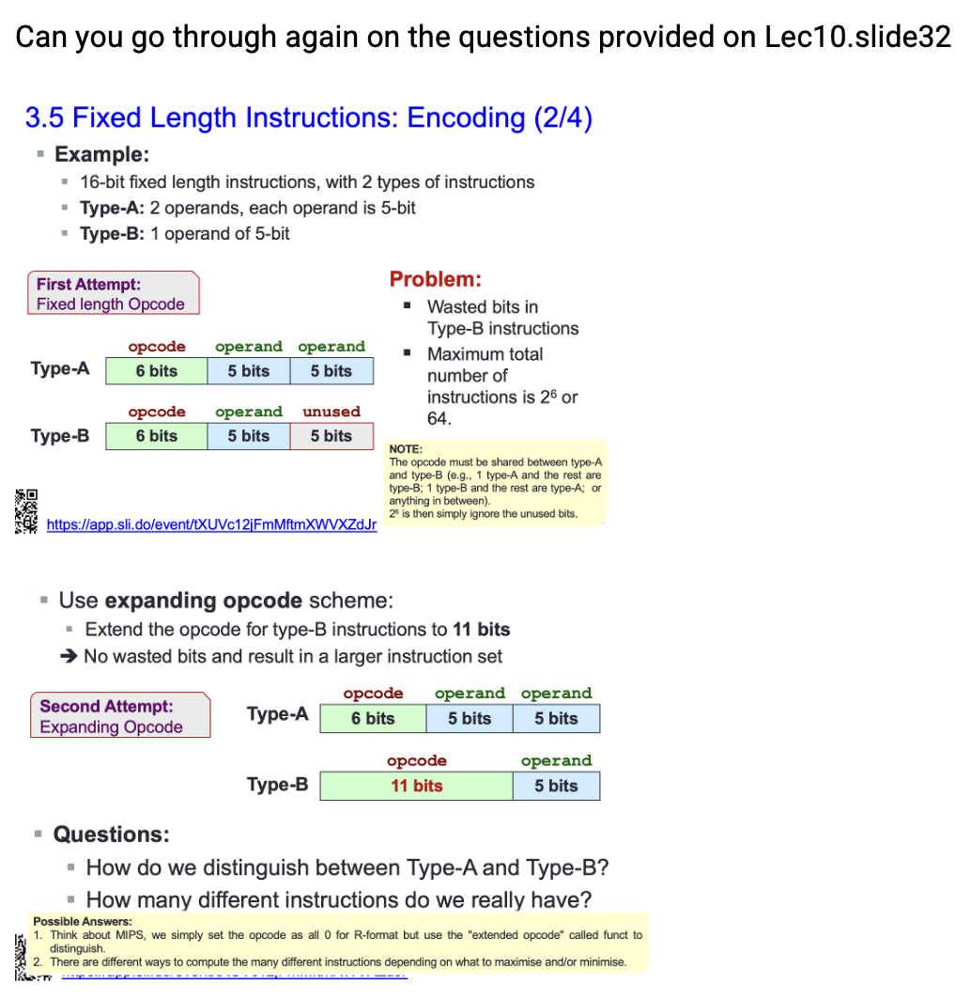 Can you go through again on the questions provided on Lec10.slide32
3.5 Fixed Length Instructions: Encoding (2/4)
Example:
16-bit fixed length instructions, with 2 types of instructions
Type-A: 2 operands, each operand is 5-bit
Type-B: 1 operand of 5-bit
First Attempt:
Fixed length Opcode
opcode operand operand
Type-A 6 bits 5 bits 5 bits
opcode operand unused
Type-B 6 bits 5 bits 5 bits
Problem:
Wasted bits in
Type-B instructions
Maximum total
number of
instructions is 2⁶ or
64.
NOTE:
The opcode must be shared between type-A
and type-B (e.g., 1 type-A and the rest are
type-B; 1 type-B and the rest are type-A; or
anything in between).
2⁶ is then simply ignore the unused bits.
https://app.sli.do/event/tXUVc12jFmMftmXWVXZdJr
Use expanding opcode scheme:
Extend the opcode for type-B instructions to 11 bits
➔ No wasted bits and result in a larger instruction set
Second Attempt:
Expanding Opcode
opcode operand operand
Type-A 6 bits 5 bits 5 bits
opcode operand
Type-B 11 bits 5 bits
Questions:
How do we distinguish between Type-A and Type-B?
How many different instructions do we really have?
Possible Answers:
1. Think about MIPS, we simply set the opcode as all 0 for R-format but use the "extended opcode" called funct to
distinguish.
2. There are different ways to compute the many different instructions depending on what to maximise and/or minimise.